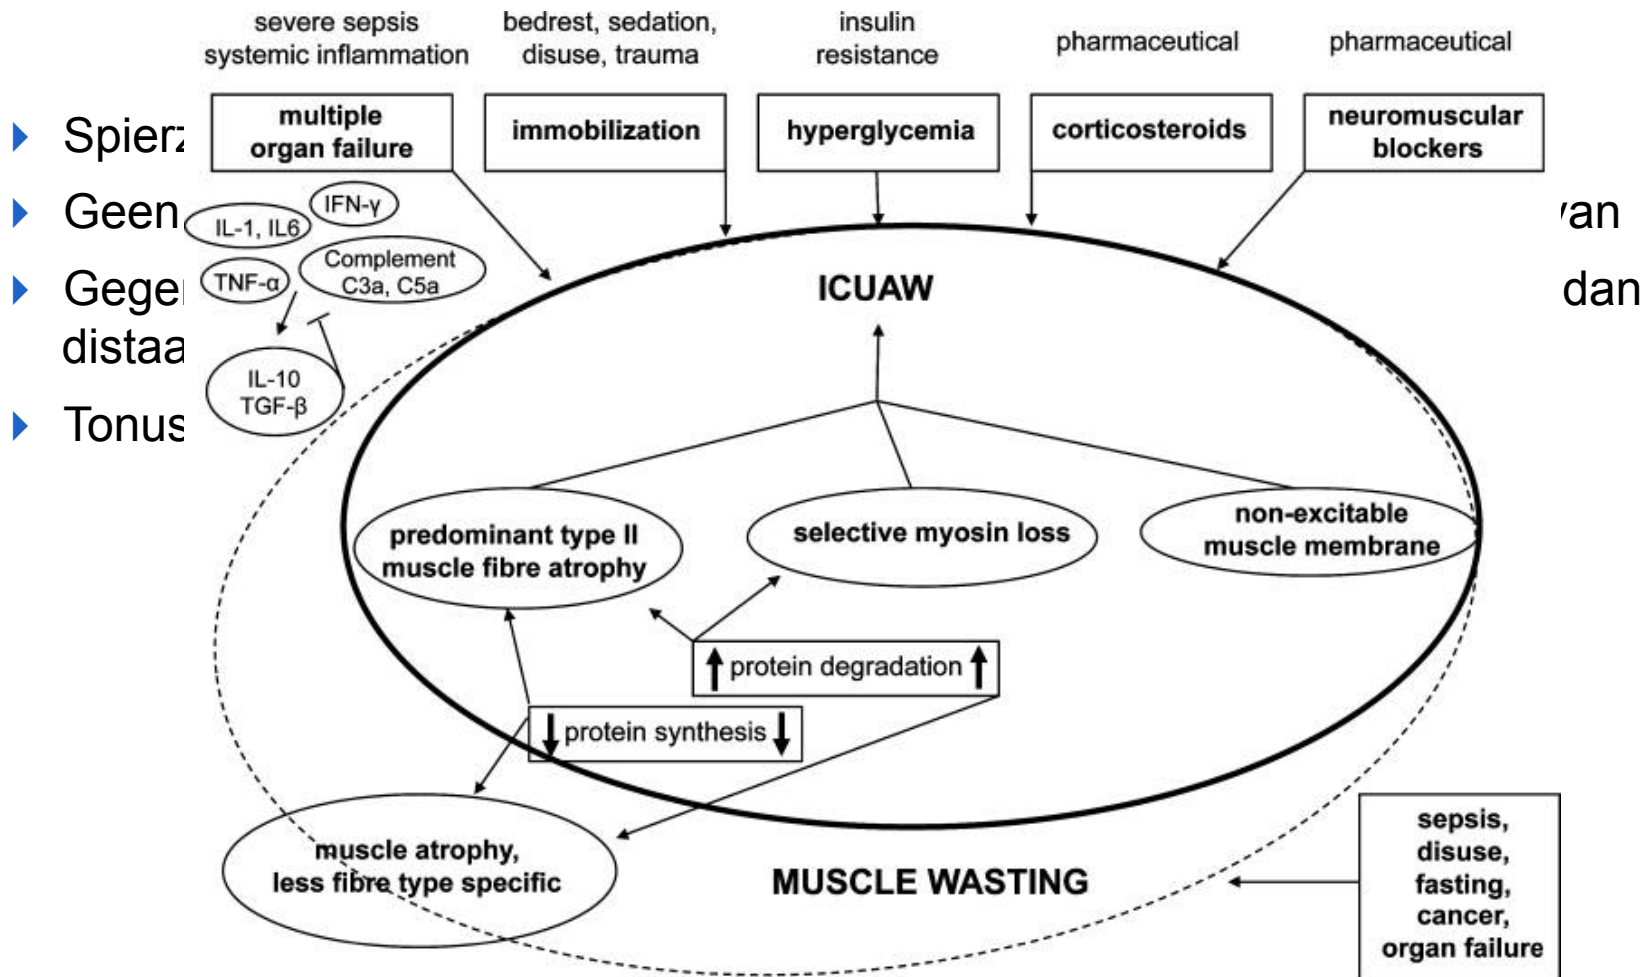 severe sepsis
systemic inflammation
bedrest, sedation,
disuse, trauma
insulin
resistance
pharmaceutical
pharmaceutical
multiple
organ failure
immobilization
hyperglycemia
corticosteroids
neuromuscular
blockers
Geen
van
dan
IFN-γ
IL-1, IL6
TNF-α
Complement
C3a, C5a
IL-10
TGF-β
Tonus
ICUAW
predominant type II
muscle fibre atrophy
selective myosin loss
non-excitable
muscle membrane
protein degradation
protein synthesis
muscle atrophy,
less fibre type specific
MUSCLE WASTING
sepsis,
disuse,
fasting,
cancer,
organ failure